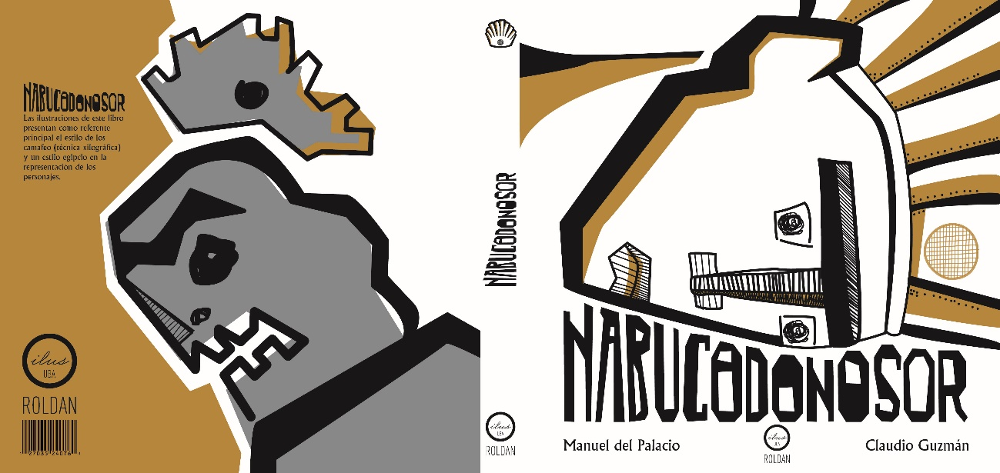 NABUCODONOSOR
Las ilustraciones de este libro
presentan como referente
principal el estilo de los
camafeo (técnica xilográfica)
y un estilo egipcio en la
representación de los
personajes.
ilus
UBA
ROLDAN
27035 24076
NABUCODONOSOR
ilus
UBA
ROLDAN
NABUCODONOSOR
Manuel del Palacio
ilus
UBA
ROLDAN
Claudio Guzmán